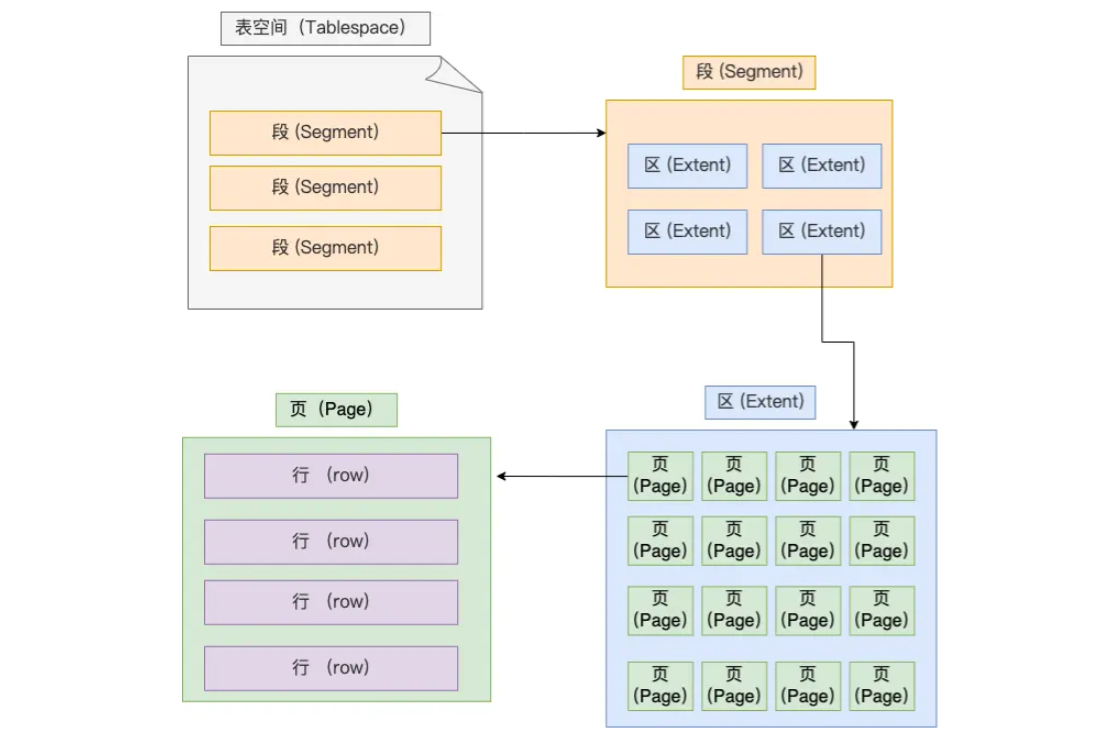 表空间（Tablespace）
段 (Segment)
段 (Segment)
段 (Segment)
段 (Segment)
区 (Extent)
区 (Extent)
区 (Extent)
区 (Extent)
区 (Extent)
页
(Page)
页
(Page)
页
(Page)
页
(Page)
页
(Page)
页
(Page)
页
(Page)
页
(Page)
页
(Page)
页
(Page)
页
(Page)
页
(Page)
页
(Page)
页
(Page)
页
(Page)
页
(Page)
页（Page）
行 （row）
行 （row）
行 （row）
行 （row）